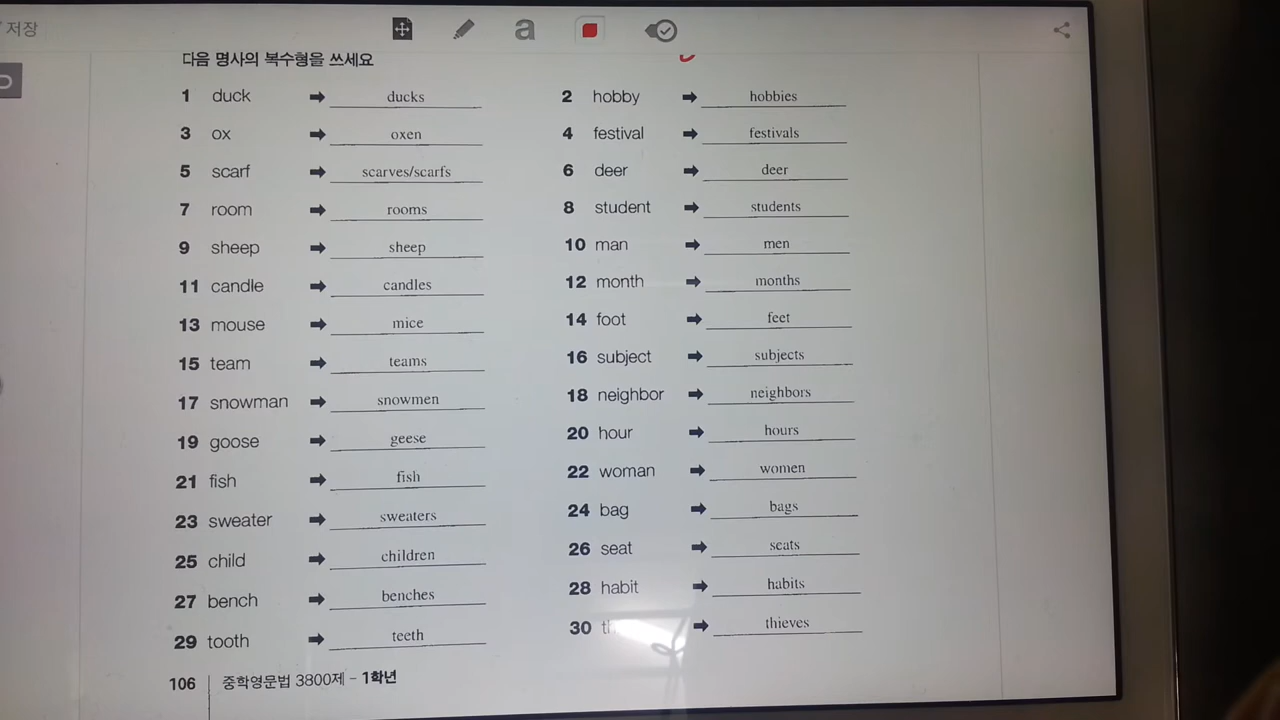 저장
a
다음 명사의 복수형을 쓰세요
1 duck ➡ ducks 2 hobby ➡ hobbies
3 ox ➡ oxen 4 festival ➡ festivals
5 scarf ➡ scarves/scarfs 6 deer ➡ deer
7 room ➡ rooms 8 student ➡ students
9 sheep ➡ sheep 10 man ➡ men
11 candle ➡ candles 12 month ➡ months
13 mouse ➡ mice 14 foot ➡ feet
15 team ➡ teams 16 subject ➡ subjects
17 snowman ➡ snowmen 18 neighbor ➡ neighbors
19 goose ➡ geese 20 hour ➡ hours
21 fish ➡ fish 22 woman ➡ women
23 sweater ➡ sweaters 24 bag ➡ bags
25 child ➡ children 26 seat ➡ seats
27 bench ➡ benches 28 habit ➡ habits
29 tooth ➡ teeth 30 ➡ thieves
106 중학영문법 3800제 - 1학년